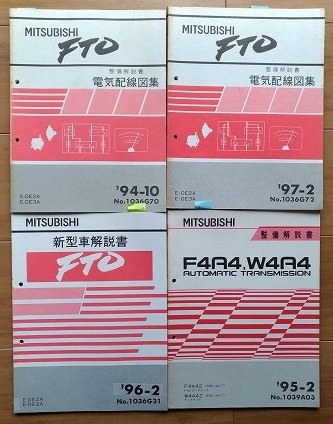 MITSUBISHI
FTO
整備解説書
電気配線図集
E-DE2A
E-DE3A
'94-10
No.1036G70
MITSUBISHI
FTO
整備解説書
電気配線図集
E-DE2A
E-DE3A
'97-2
No.1036G72
MITSUBISHI
新型車解説書
FTO
E-DE2A
E-DE3A
'96-2
No.1036G31
MITSUBISHI
整備解説書
F4A4, W4A4
AUTOMATIC TRANSMISSION
F4A42
W4A42
'95-2
No.1039A03